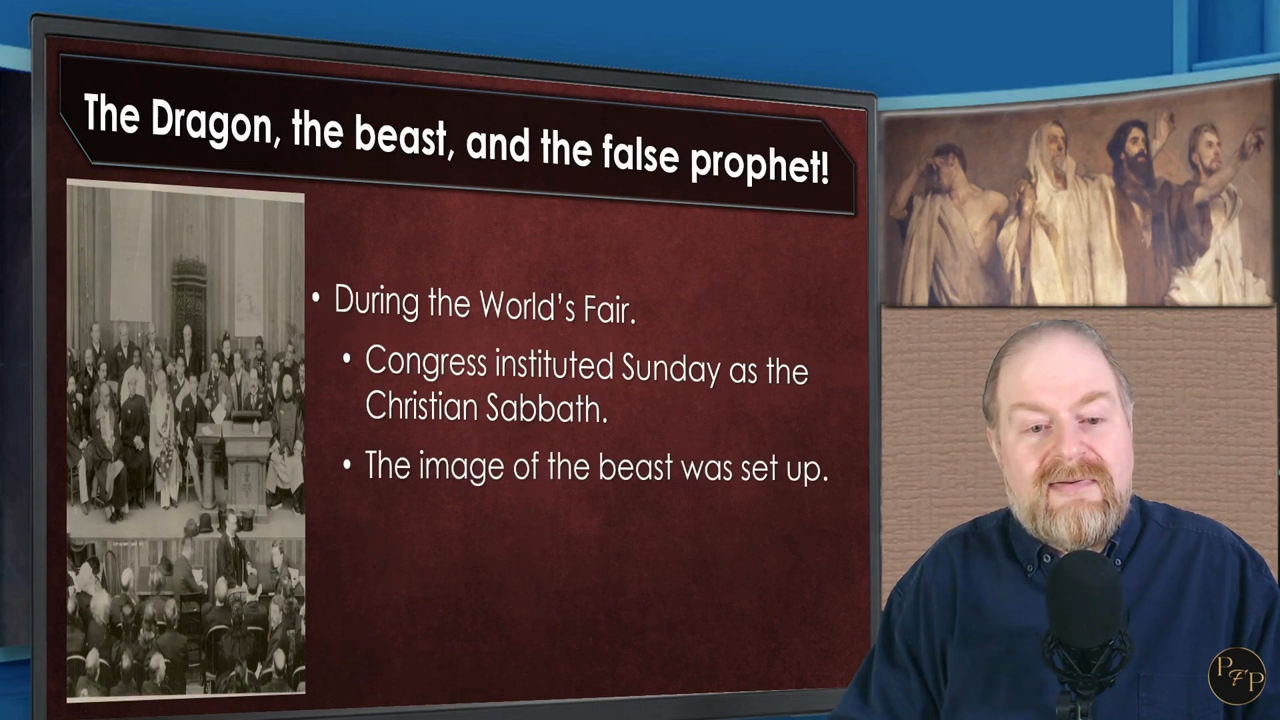 The Dragon, the beast, and the false prophet!
• During the World's Fair.
• Congress instituted Sunday as the
Christian Sabbath.
• The image of the beast was set up.
PFP